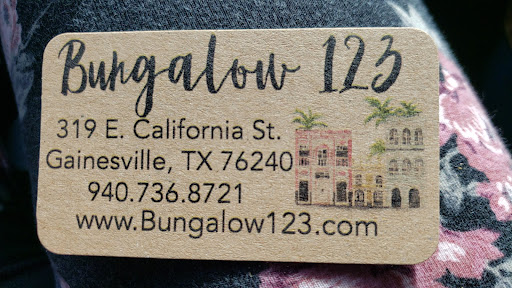 Bungalow 123
319 E. California St.
Gainesville, TX 76240
940.736.8721
www.Bungalow123.com